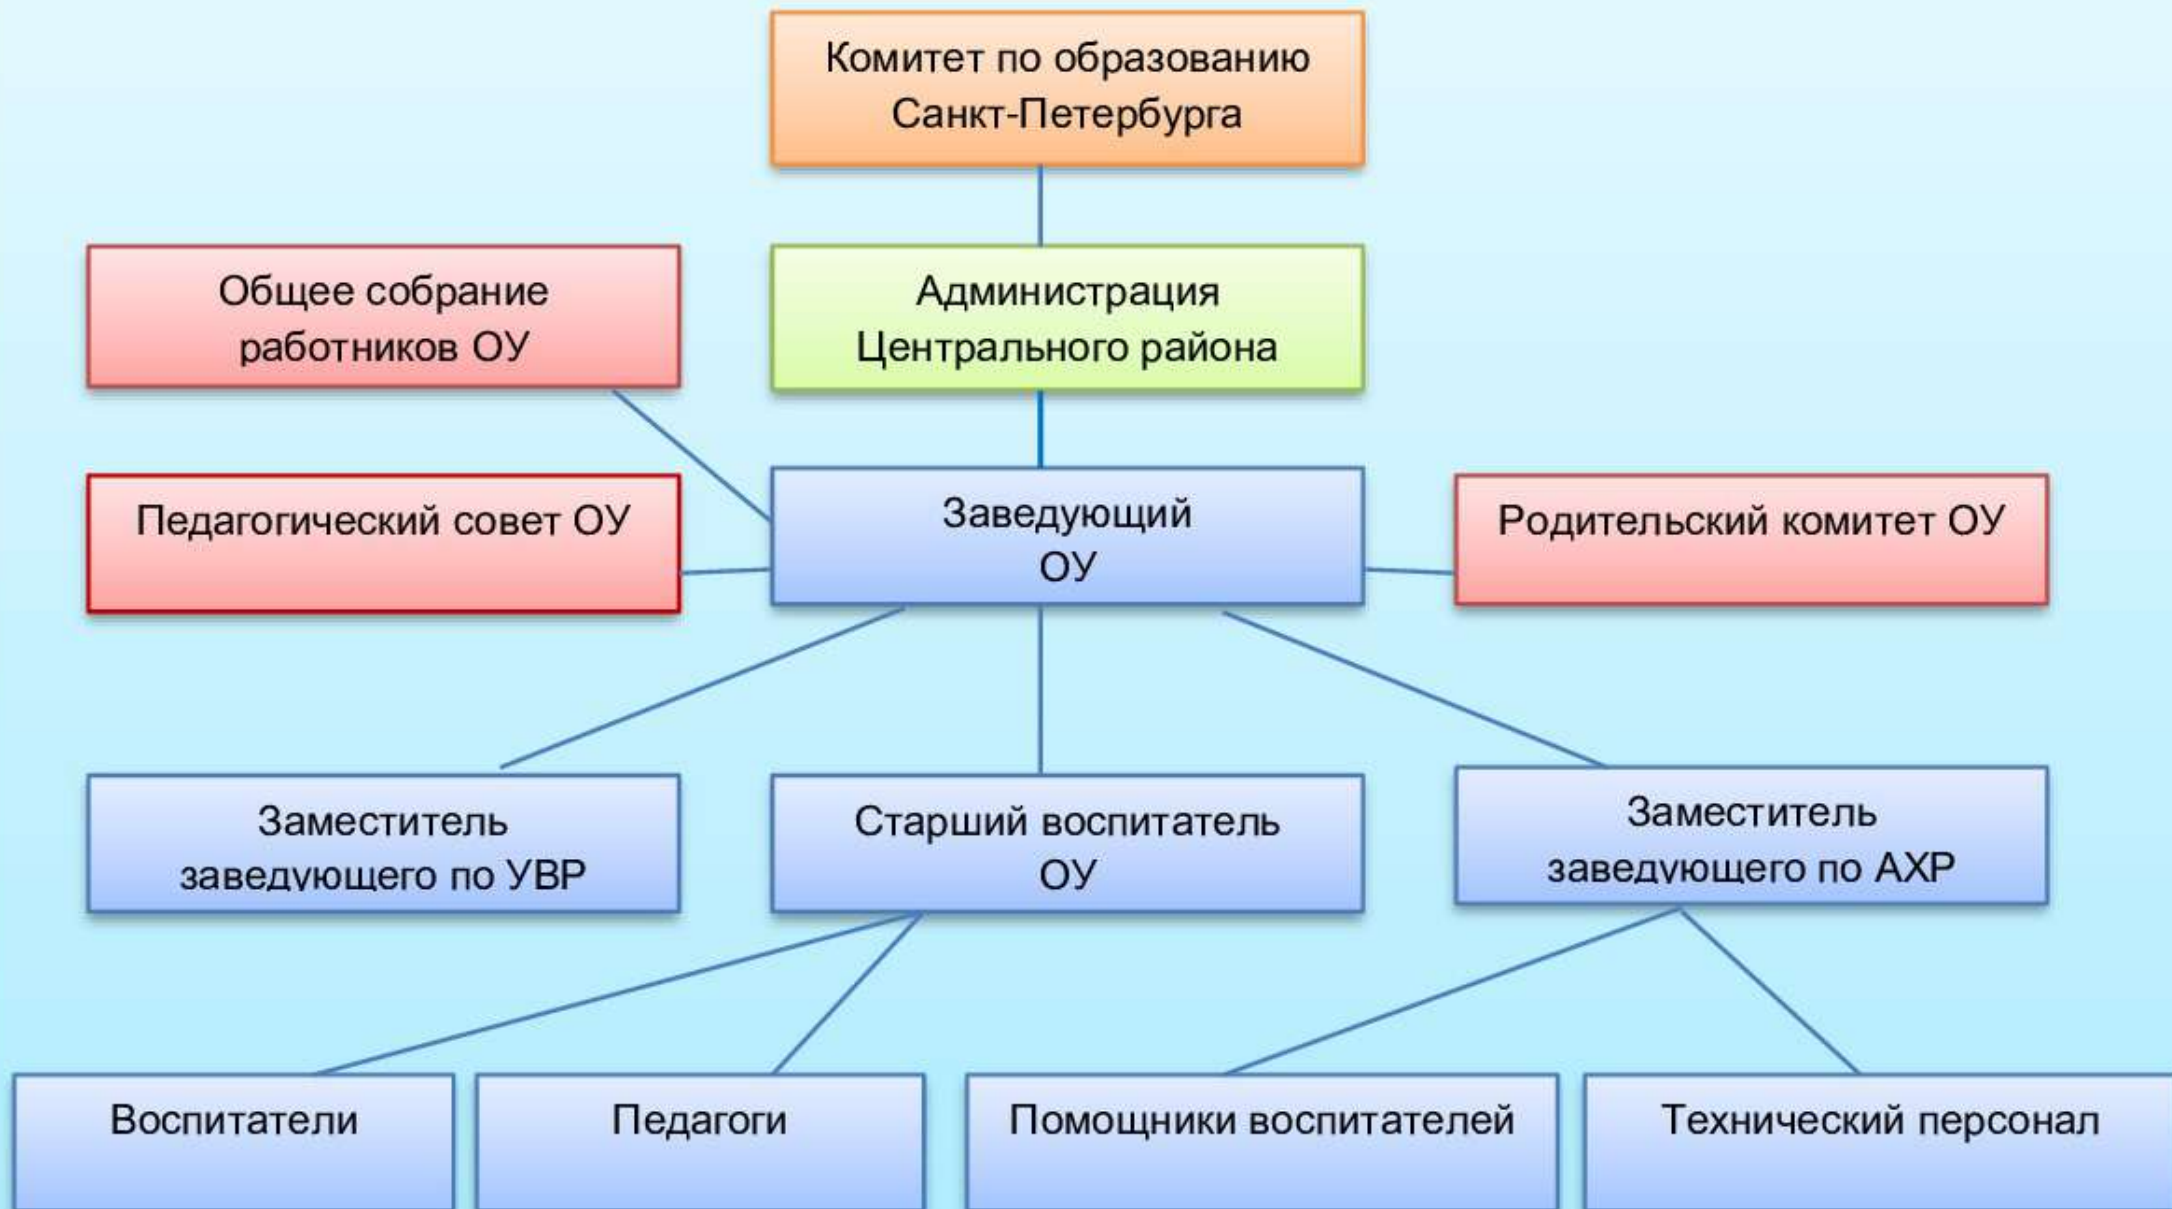 Комитет по образованию
Санкт-Петербурга
Общее собрание
работников ОУ
Администрация
Центрального района
Педагогический совет ОУ
Заведующий
ОУ
Родительский комитет ОУ
Заместитель
заведующего по УВР
Старший воспитатель
ОУ
Заместитель
заведующего по АХР
Воспитатели
Педагоги
Помощники воспитателей
Технический персонал